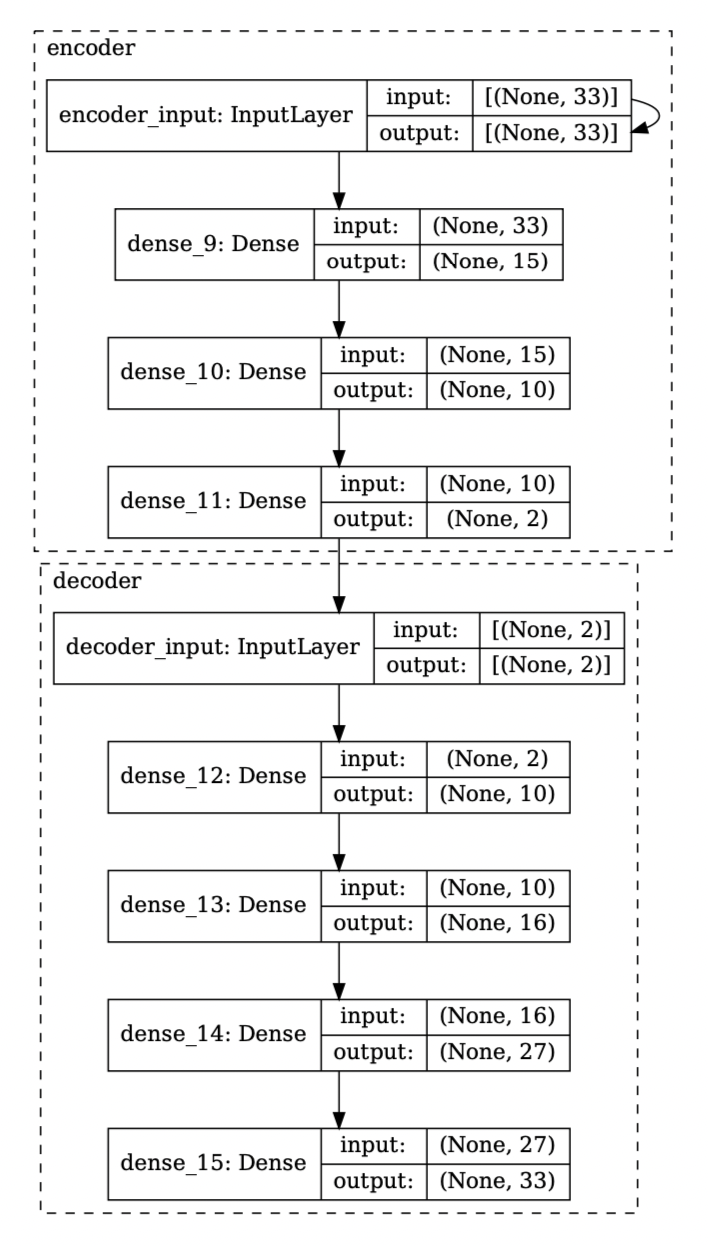 encoder
encoder_input: InputLayer
input: [(None, 33)]
output: [(None, 33)]
dense_9: Dense
input: (None, 33)
output: (None, 15)
dense_10: Dense
input: (None, 15)
output: (None, 10)
dense_11: Dense
input: (None, 10)
output: (None, 2)
decoder
decoder_input: InputLayer
input: [(None, 2)]
output: [(None, 2)]
dense_12: Dense
input: (None, 2)
output: (None, 10)
dense_13: Dense
input: (None, 10)
output: (None, 16)
dense_14: Dense
input: (None, 16)
output: (None, 27)
dense_15: Dense
input: (None, 27)
output: (None, 33)